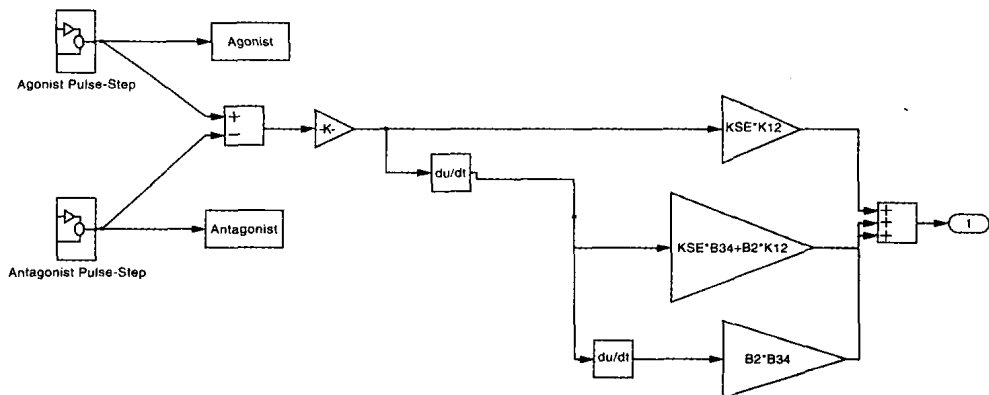 Agonist
Agonist Pulse-Step
+
−
-K-
KSE*K12
du/dt
Antagonist
Antagonist Pulse-Step
KSE*B34+B2*K12
+
+
+
1
du/dt
B2*B34